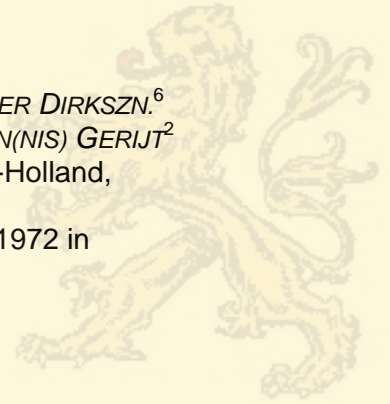 ER DIRKSZN.⁶
N(NIS) GERIJT²
-Holland,
1972 in